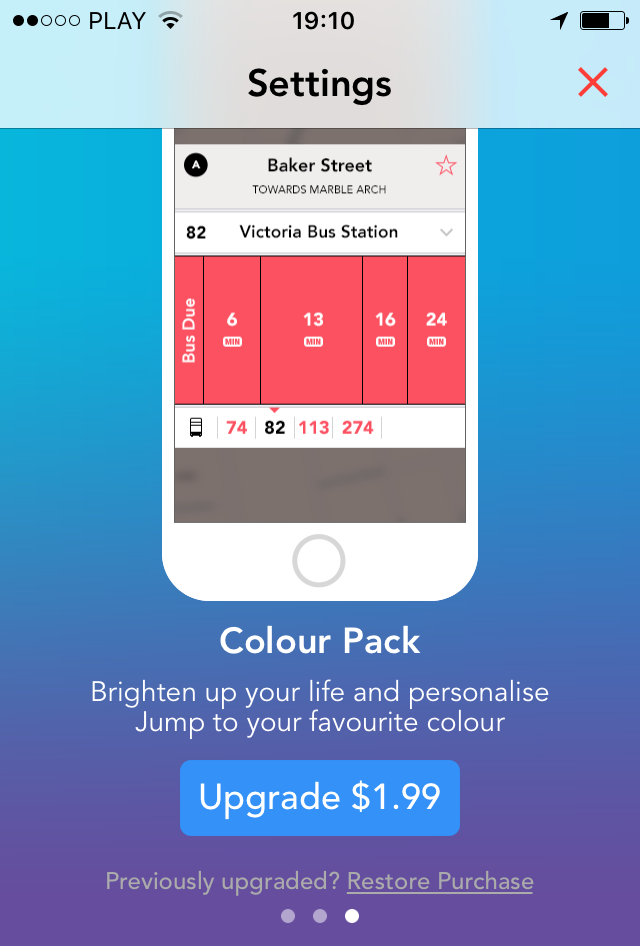 PLAY 19:10
Settings
A Baker Street
TOWARDS MARBLE ARCH
82 Victoria Bus Station
Bus Due 6 13 16 24
MIN MIN MIN MIN
74 82 113 274
Colour Pack
Brighten up your life and personalise
Jump to your favourite colour
Upgrade $1.99
Previously upgraded? Restore Purchase